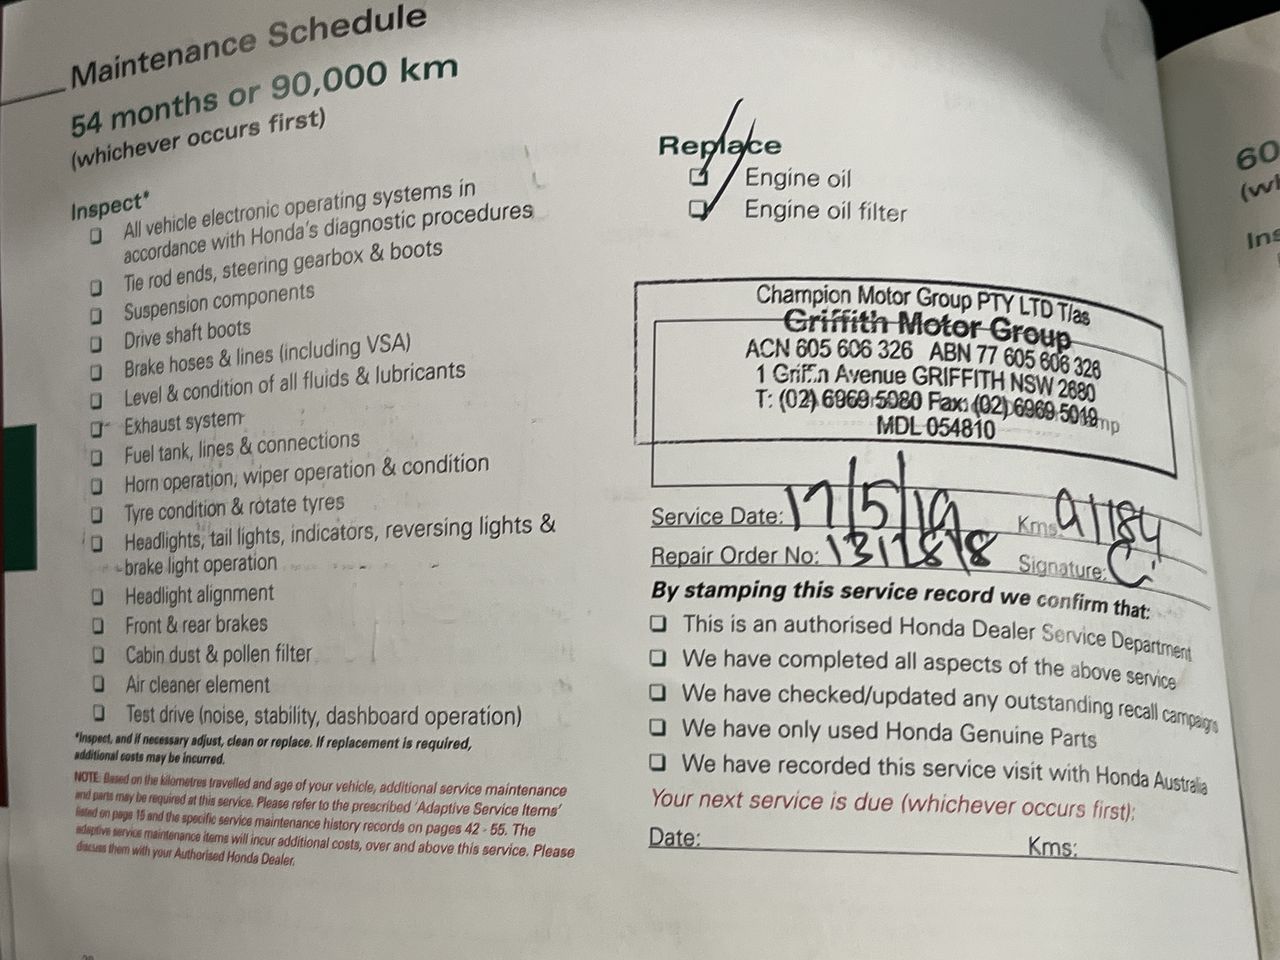 Maintenance Schedule
54 months or 90,000 km
(whichever occurs first)
Inspect*
All vehicle electronic operating systems in
accordance with Honda's diagnostic procedures
Tie rod ends, steering gearbox & boots
Suspension components
Drive shaft boots
Brake hoses & lines (including VSA)
Level & condition of all fluids & lubricants
Exhaust system
Fuel tank, lines & connections
Horn operation, wiper operation & condition
Tyre condition & rotate tyres
Headlights, tail lights, indicators, reversing lights &
brake light operation
Headlight alignment
Front & rear brakes
Cabin dust & pollen filter
Air cleaner element
Test drive (noise, stability, dashboard operation)
*Inspect, and if necessary adjust, clean or replace. If replacement is required,
additional costs may be incurred.
NOTE: Based on the kilometres travelled and age of your vehicle, additional service maintenance
and parts may be required at this service. Please refer to the prescribed 'Adaptive Service Items'
listed on page 15 and the specific service maintenance history records on pages 42 - 55. The
adaptive service maintenance items will incur additional costs, over and above this service. Please
discuss them with your Authorised Honda Dealer.
Replace
Engine oil
Engine oil filter
Champion Motor Group PTY LTD T/as
Griffith Motor Group
ACN 605 606 326 ABN 77 605 606 326
1 Griffin Avenue GRIFFITH NSW 2680
T: (02) 6969 5080 Fax: (02) 6969 5019
MDL 054810
Service Date: 17/5/19 Kms: 91184
Repair Order No: Signature:
By stamping this service record we confirm that:
This is an authorised Honda Dealer Service Department
We have completed all aspects of the above service
We have checked/updated any outstanding recall campaigns
We have only used Honda Genuine Parts
We have recorded this service visit with Honda Australia
Your next service is due (whichever occurs first):
Date: Kms:
60